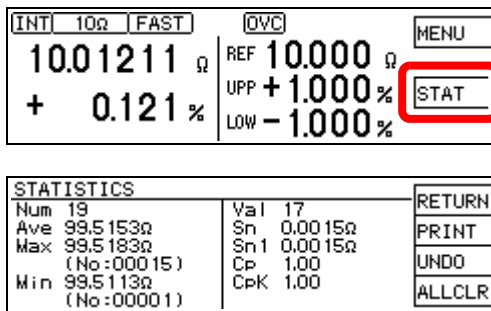 INT 10Ω FAST OVC MENU
10.01211 Ω REF 10.000 Ω
+ 0.121 % UPP + 1.000 % STAT
LOW - 1.000 %
STATISTICS RETURN
Num 19 Val 17
Ave 99.5153Ω Sn 0.0015Ω PRINT
Max 99.5183Ω Sn1 0.0015Ω
(No:00015) Cp 1.00 UNDO
Min 99.5113Ω CpK 1.00
(No:00001) ALLCLR